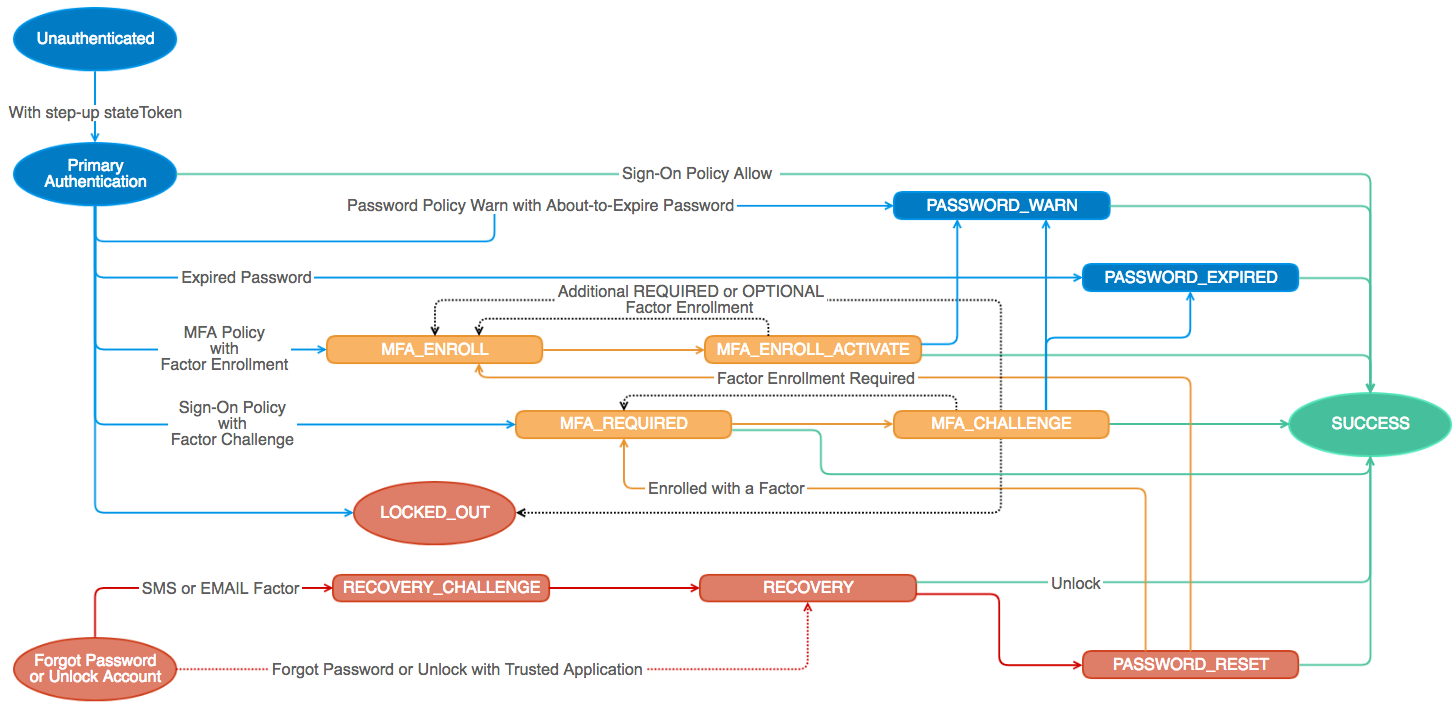 Unauthenticated
With step-up stateToken
Primary
Authentication
Sign-On Policy Allow
Password Policy Warn with About-to-Expire Password
PASSWORD_WARN
Expired Password
PASSWORD_EXPIRED
Additional REQUIRED or OPTIONAL
Factor Enrollment
MFA Policy
with
Factor Enrollment
MFA_ENROLL
MFA_ENROLL_ACTIVATE
Factor Enrollment Required
Sign-On Policy
with
Factor Challenge
MFA_REQUIRED
MFA_CHALLENGE
SUCCESS
Enrolled with a Factor
LOCKED_OUT
SMS or EMAIL Factor
RECOVERY_CHALLENGE
RECOVERY
Unlock
Forgot Password
or Unlock Account
Forgot Password or Unlock with Trusted Application
PASSWORD_RESET